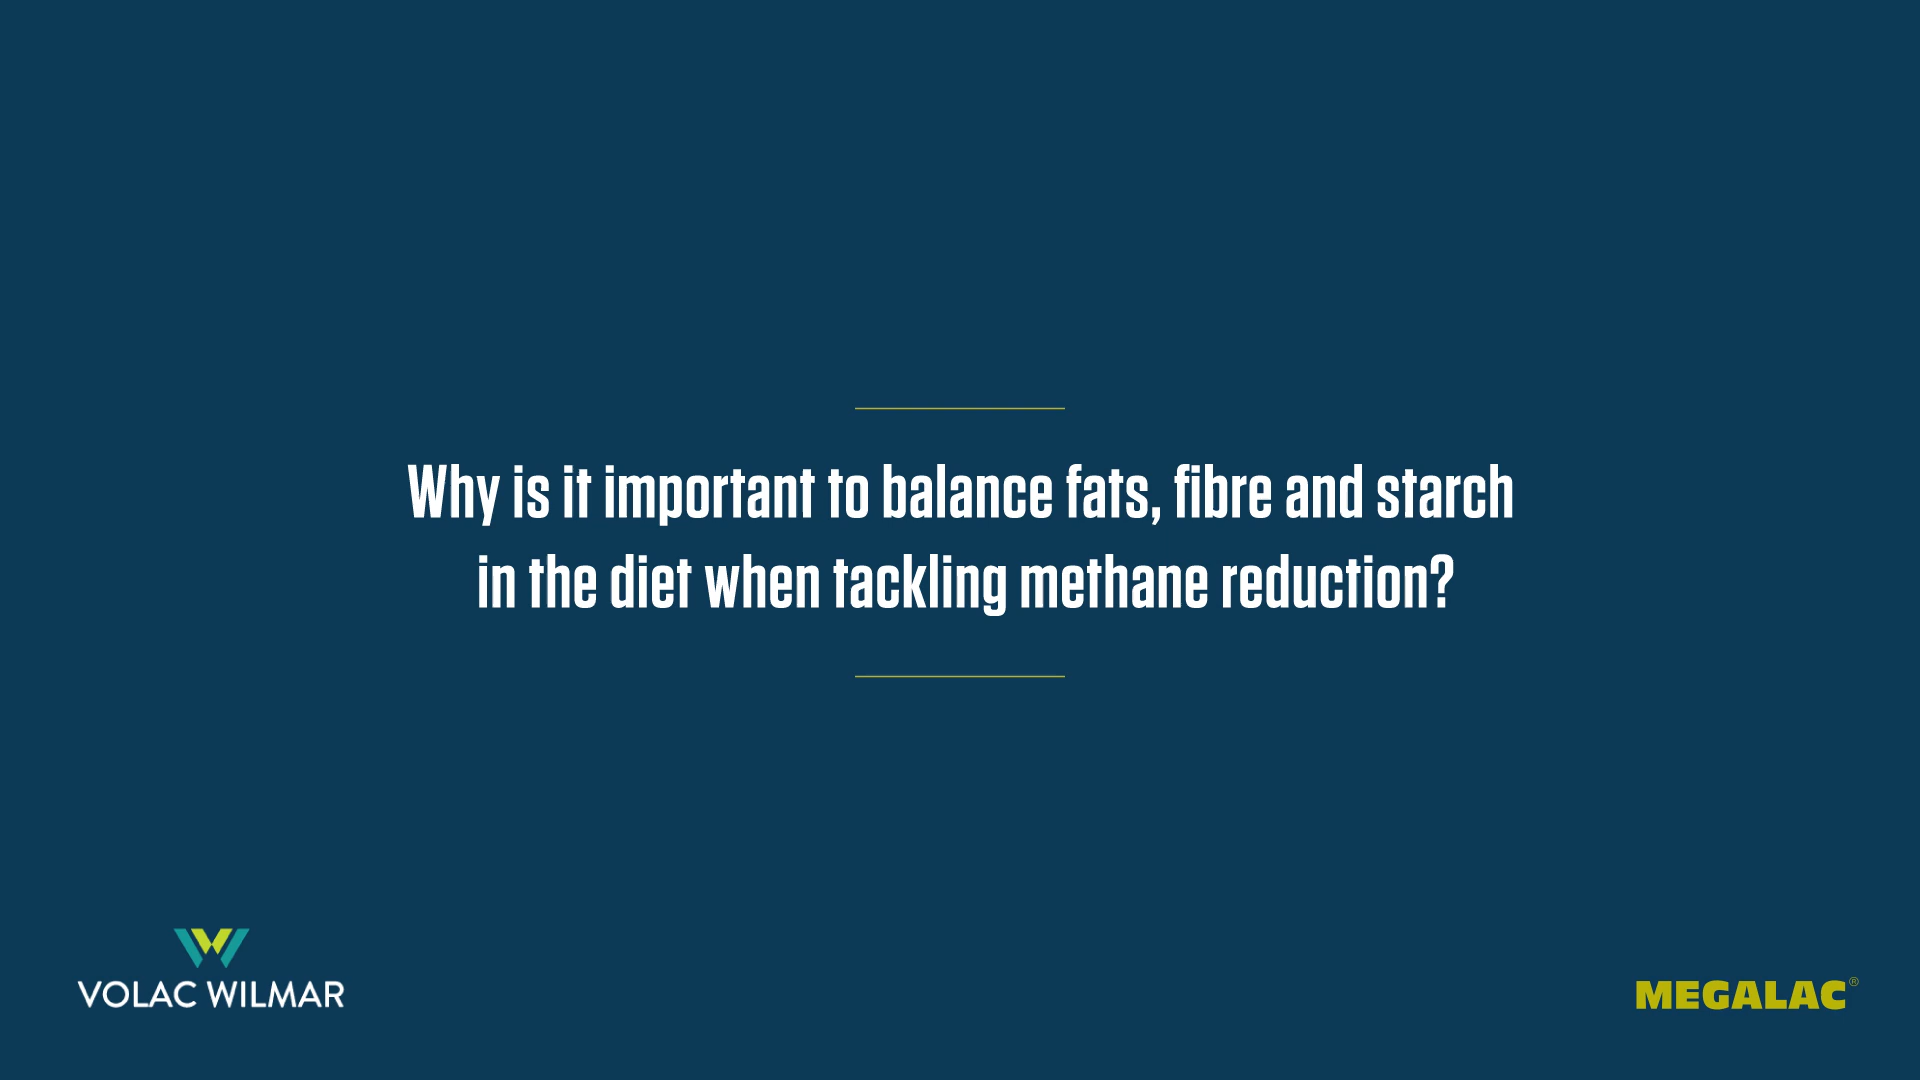 Why is it important to balance fats, fibre and starch
in the diet when tackling methane reduction?
VOLAC WILMAR
MEGALAC®